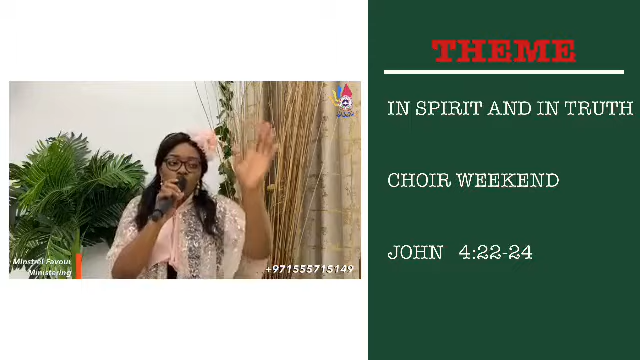 THEME
IN SPIRIT AND IN TRUTH
CHOIR WEEKEND
JOHN 4:22-24
Minstrel Favour
Ministering
+971555715149